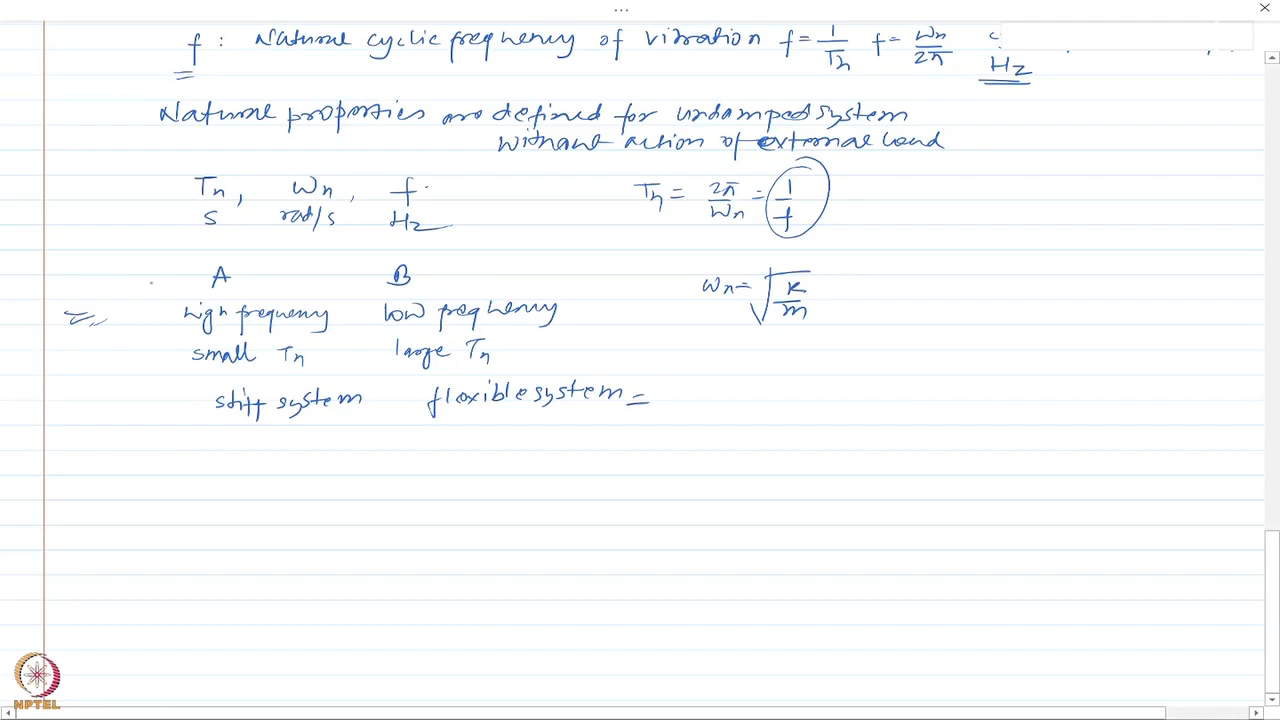 f : Natural cyclic frequency of vibration f = 1/Tn f = ωn/2π
Hz
Natural properties are defined for undamped system
without action of external load
Tn, ωn, f
s rad/s Hz
Tn = 2π/ωn = 1/f
A B
high frequency low frequency
ωn = √(k/m)
small Tn large Tn
stiff system flexible system =
NPTEL